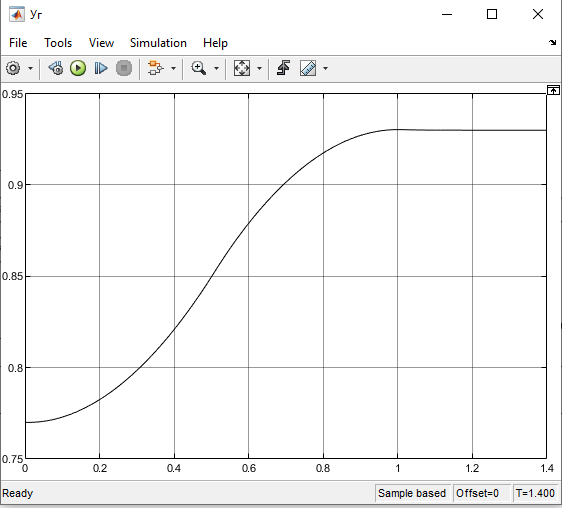 Уг
File Tools View Simulation Help
0.95
0.9
0.85
0.8
0.75
0 0.2 0.4 0.6 0.8 1 1.2 1.4
Ready Sample based Offset=0 T=1.400